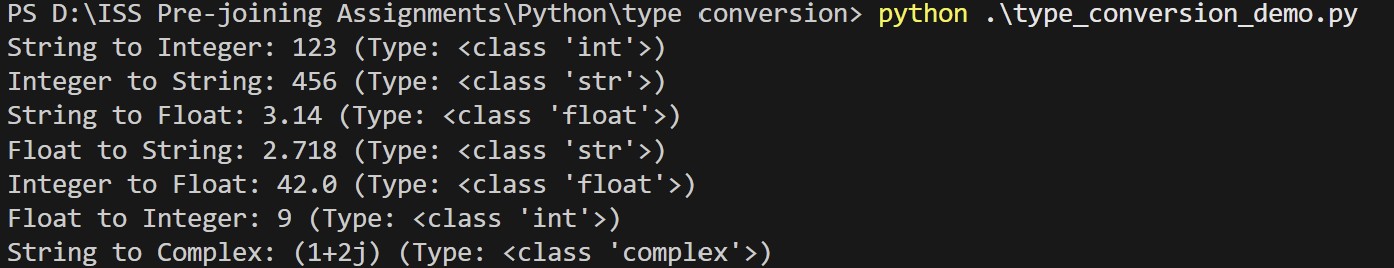 PS D:\ISS Pre-joining Assignments\Python\type conversion> python .\type_conversion_demo.py
String to Integer: 123 (Type: <class 'int'>)
Integer to String: 456 (Type: <class 'str'>)
String to Float: 3.14 (Type: <class 'float'>)
Float to String: 2.718 (Type: <class 'str'>)
Integer to Float: 42.0 (Type: <class 'float'>)
Float to Integer: 9 (Type: <class 'int'>)
String to Complex: (1+2j) (Type: <class 'complex'>)